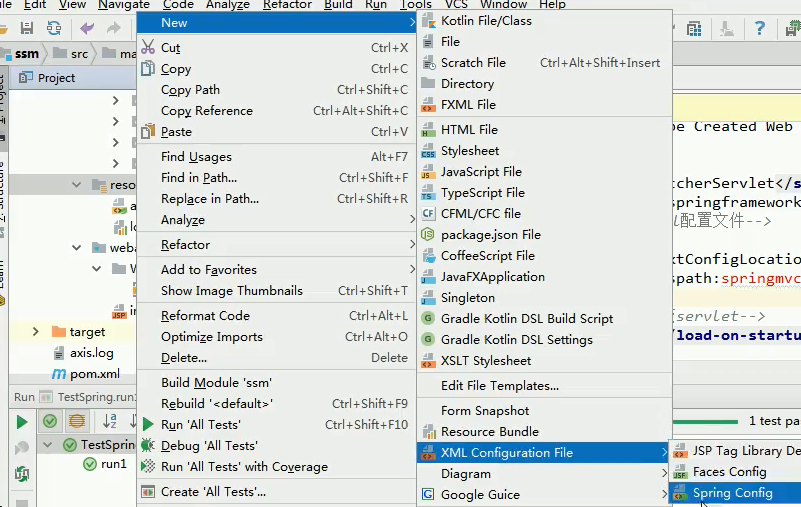 Edit View Navigate Code Analyze Refactor Build Run Tools VCS Window Help
ssm src
Project
reso
weba
W
target
axis.log
pom.xml
Run TestSpring.run1
TestSpring
run1
New
Cut Ctrl+X
Copy Ctrl+C
Copy Path Ctrl+Shift+C
Copy Reference Ctrl+Alt+Shift+C
Paste Ctrl+V
Find Usages Alt+F7
Find in Path... Ctrl+Shift+F
Replace in Path... Ctrl+Shift+R
Analyze
Refactor
Add to Favorites
Show Image Thumbnails Ctrl+Shift+T
Reformat Code Ctrl+Alt+L
Optimize Imports Ctrl+Alt+O
Delete... Delete
Build Module 'ssm'
Rebuild '<default>' Ctrl+Shift+F9
Run 'All Tests' Ctrl+Shift+F10
Debug 'All Tests'
Run 'All Tests' with Coverage
Create 'All Tests'...
Kotlin File/Class
File
Scratch File Ctrl+Alt+Shift+Insert
Directory
FXML File
HTML File
Stylesheet
JavaScript File
TypeScript File
CFML/CFC file
package.json File
CoffeeScript File
JavaFXApplication
Singleton
Gradle Kotlin DSL Build Script
Gradle Kotlin DSL Settings
XSLT Stylesheet
Edit File Templates...
Form Snapshot
Resource Bundle
XML Configuration File
Diagram
Google Guice
JSP Tag Library De
Faces Config
Spring Config
e Created Web
tcherServlet</s
springframework
配置文件-->
xtConfigLocation
spath:springmvc
servlet-->
/load-on-startu
1 test pa